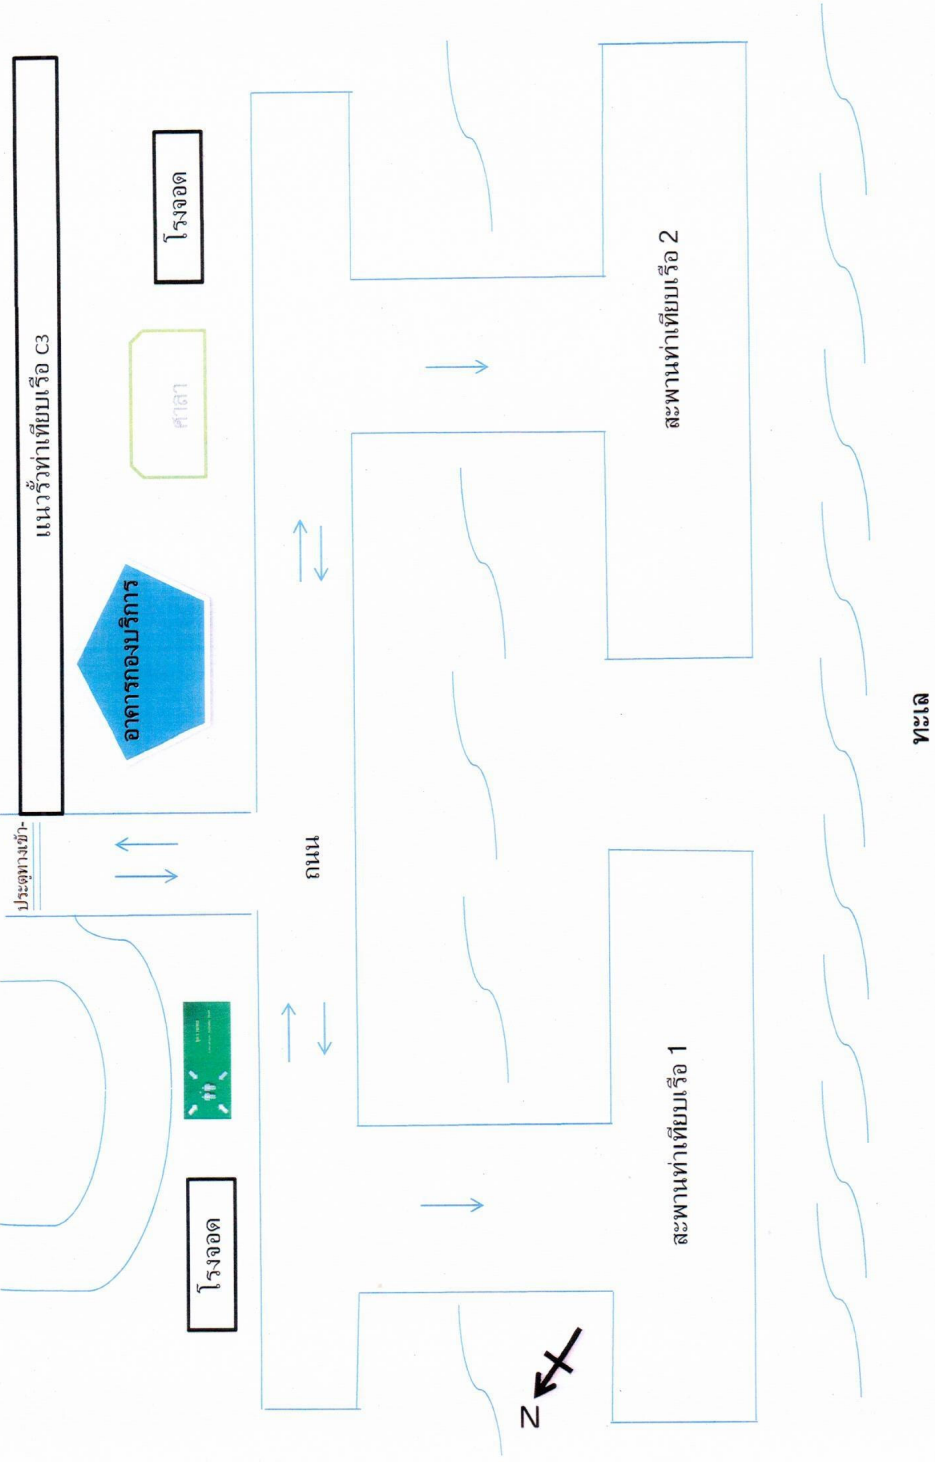 ประตูทางเข้า-
แนวรั้วท่าเทียบเรือ C3
อาคารกองบริการ
ศาลา
โรงจอด
โรงจอด
ถนน
สะพานท่าเทียบเรือ 1
สะพานท่าเทียบเรือ 2
N
ทะเล